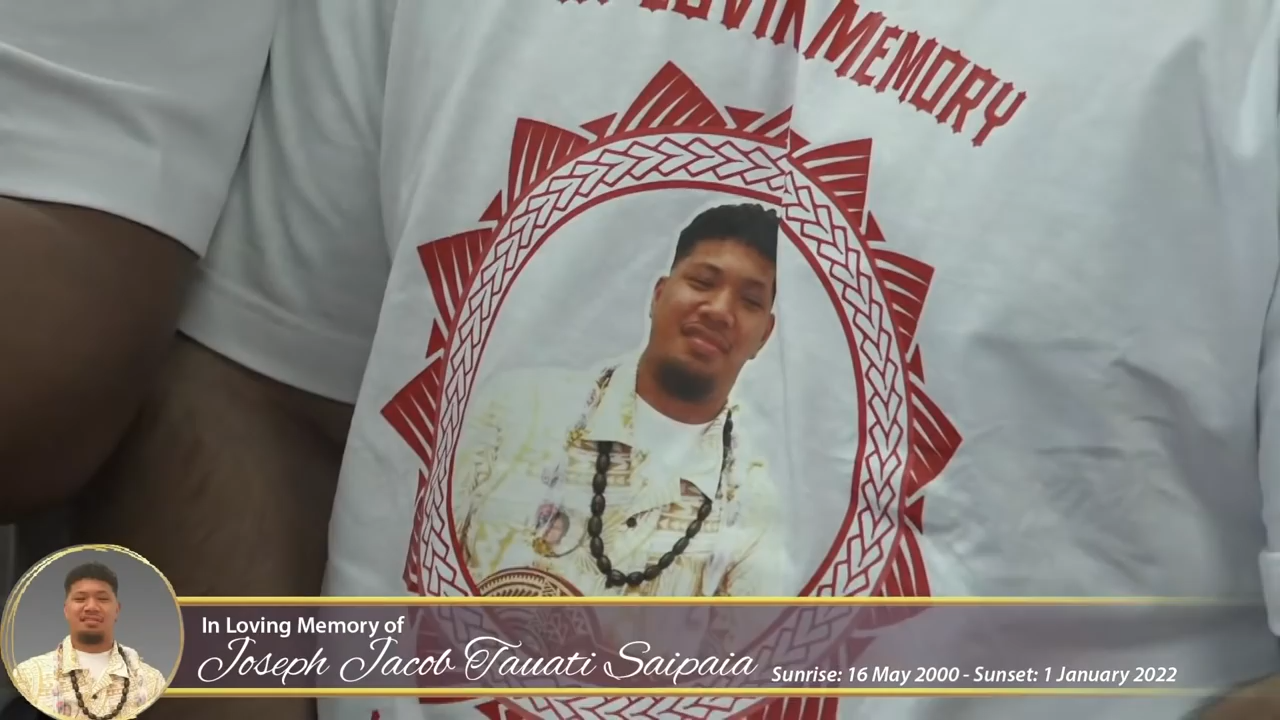 MEMORY
In Loving Memory of
Joseph Jacob Tauati Saipaia
Sunrise: 16 May 2000 - Sunset: 1 January 2022